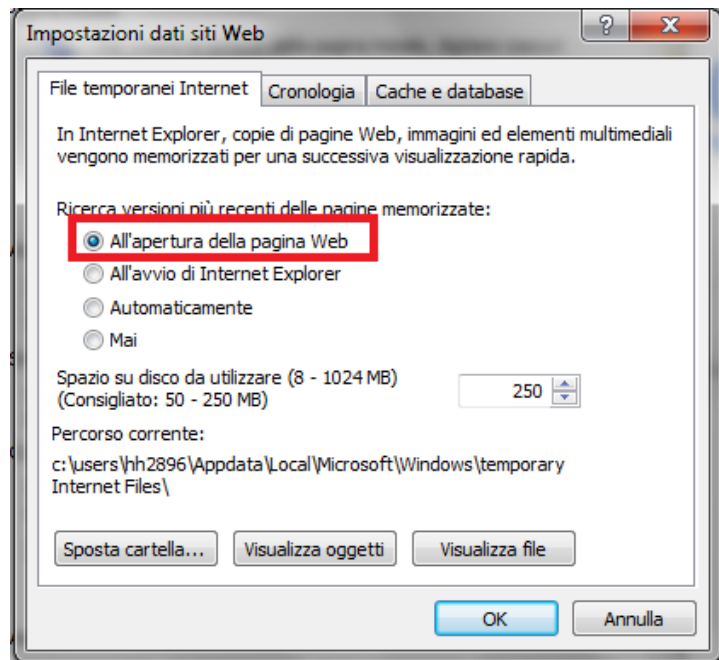 Impostazioni dati siti Web
File temporanei Internet Cronologia Cache e database
In Internet Explorer, copie di pagine Web, immagini ed elementi multimediali
vengono memorizzati per una successiva visualizzazione rapida.
Ricerca versioni più recenti delle pagine memorizzate:
All'apertura della pagina Web
All'avvio di Internet Explorer
Automaticamente
Mai
Spazio su disco da utilizzare (8 - 1024 MB)
(Consigliato: 50 - 250 MB)
250
Percorso corrente:
c:\users\hh2896\Appdata\Local\Microsoft\Windows\temporary
Internet Files\
Sposta cartella... Visualizza oggetti Visualizza file
OK Annulla